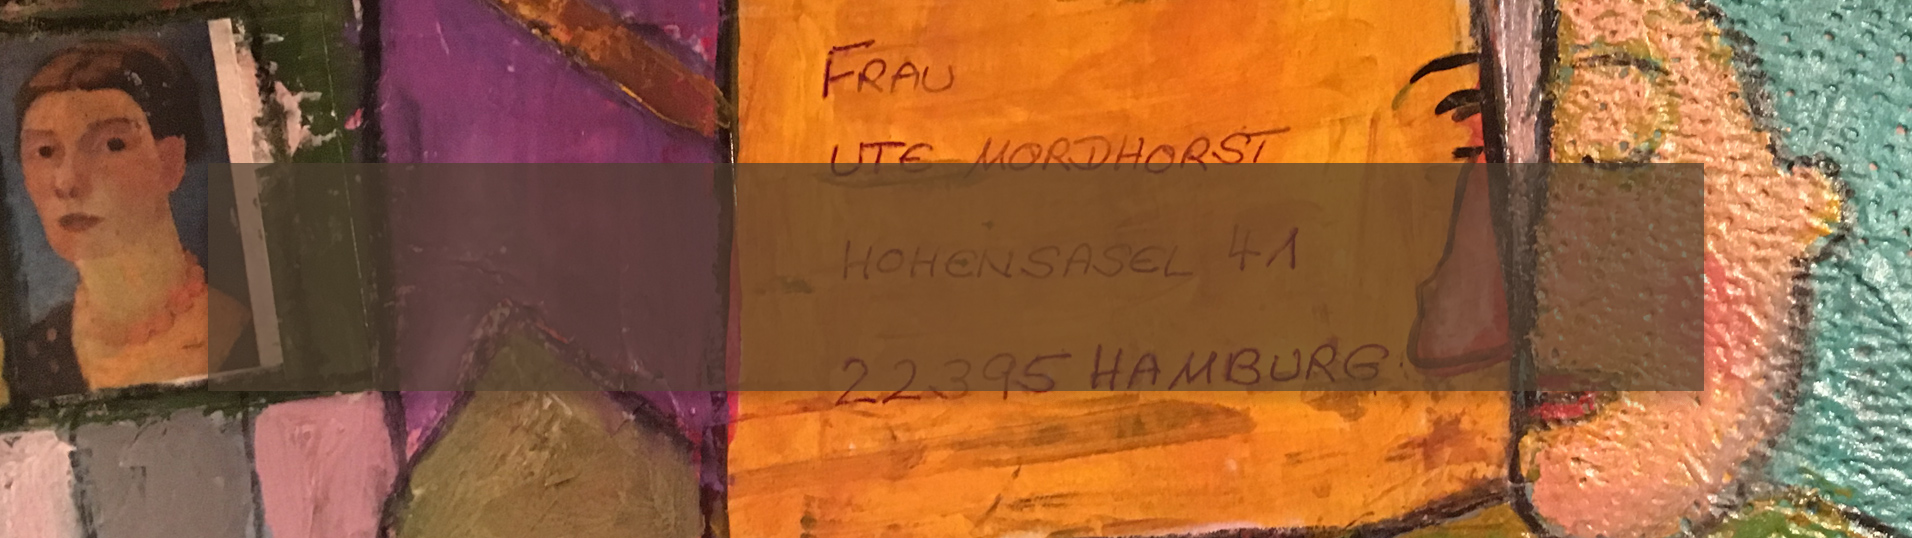 FRAU
UTE MORDHORST
HOHENSASEL 41
22395 HAMBURG